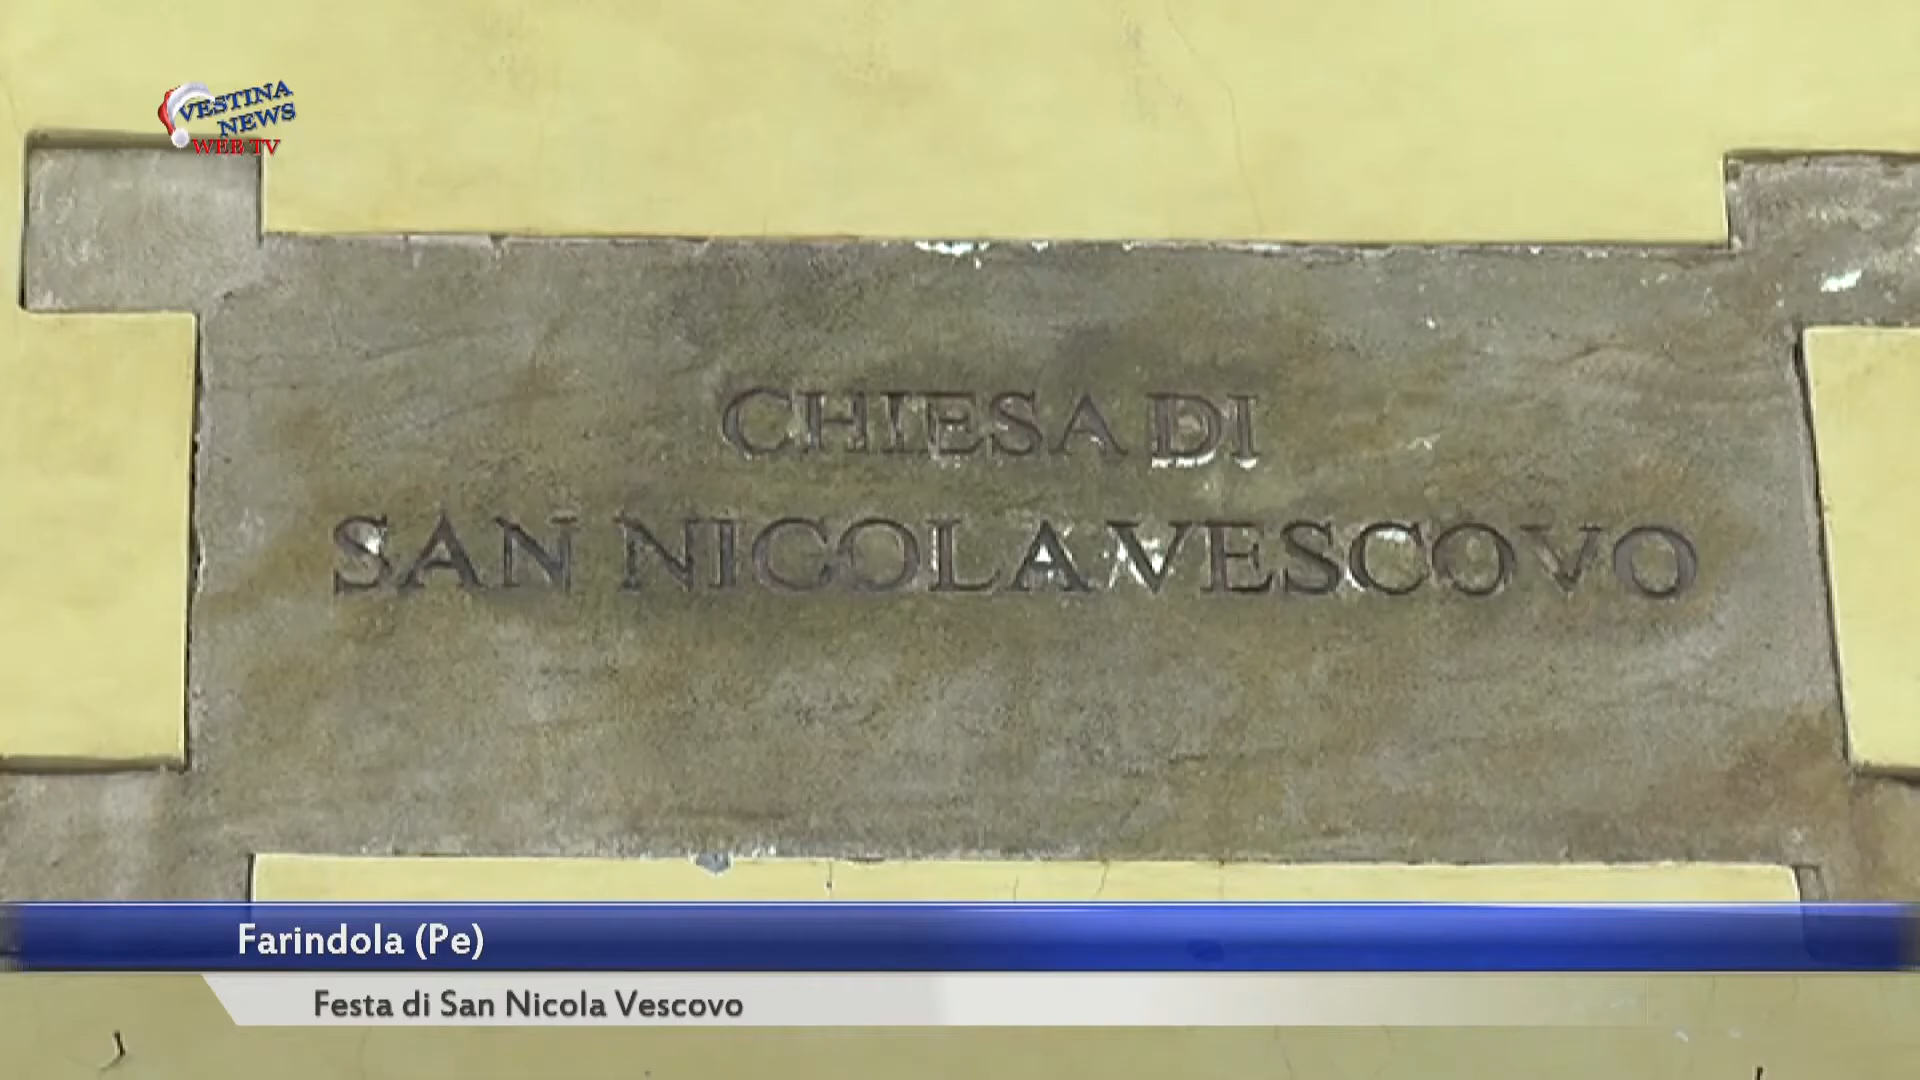 VESTINA
NEWS
WEB TV
CHIESA DI
SAN NICOLA VESCOVO
Farindola (Pe)
Festa di San Nicola Vescovo